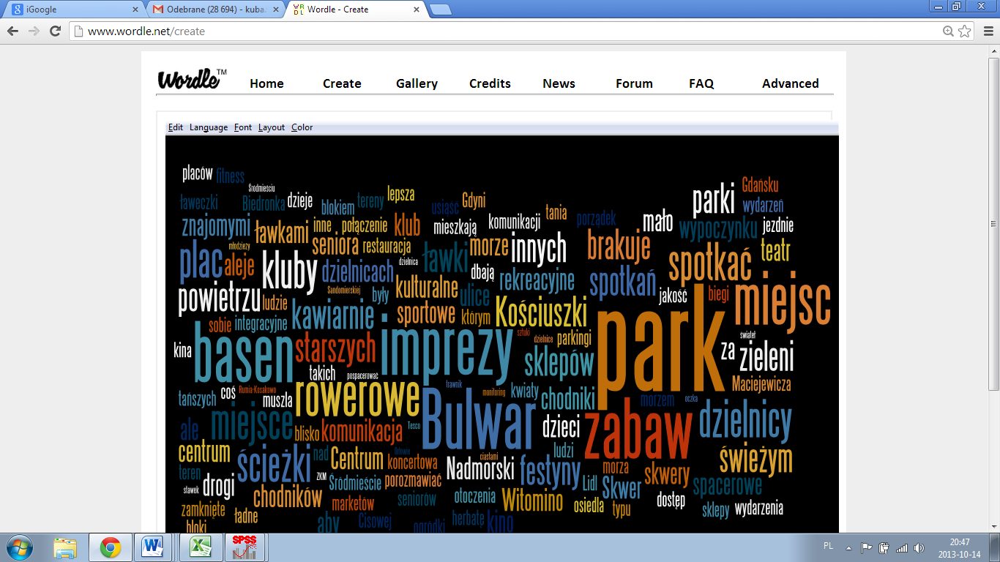 iGoogle
Odebrane (28 694) - kuba.
Wordle - Create
www.wordle.net/create
Wordle™ Home Create Gallery Credits News Forum FAQ Advanced
Edit Language Font Layout Color
placów fitness
Śródmieściu
Gdańsku
ławeczki Biedronka dzieje blokiem tereny lepsza usiąść Gdyni parki wydarzeń
znajomymi ławkami inne połączenie klub mieszkają komunikacji tania porządek mało wypoczynku jezdnie
młodzieży seniora restauracja morze innych brakuje teatr
plac aleje kluby dzielnicach dzielnica ławki dbają spotkać
rekreacyjne spotkań
powietrzu ludzie Sandomierskiej były kulturalne ulice jakość biegi miejsc
sobie integracyjne kawiarnie sportowe którym Kościuszki park
kina basen starszych imprezy sztuki dzielnice parkingi za zieleni
takich pospacerować sklepów Maciejewicza
tańszych coś Rumia-Kosakowo muszla rowerowe trawnik monitoring kwiaty chodniki morzem oczka
ale miejsce blisko komunikacja Tesco Bulwar dzieci zabaw dzielnicy
centrum ścieżki nad Centrum koncertowa ciastami ludzi świeżym
teren drogi ZKM Śródmieście porozmawiać Nadmorski festyny morza skwery spacerowe
stawek chodników marketów seniorów otoczenia Witomino Lidl Skwer dostęp
zamknięte ładne osiedla typu sklepy wydarzenia
bloki aby Cisowej ogródki herbatę kino
SPSS
PL
20:47
2013-10-14